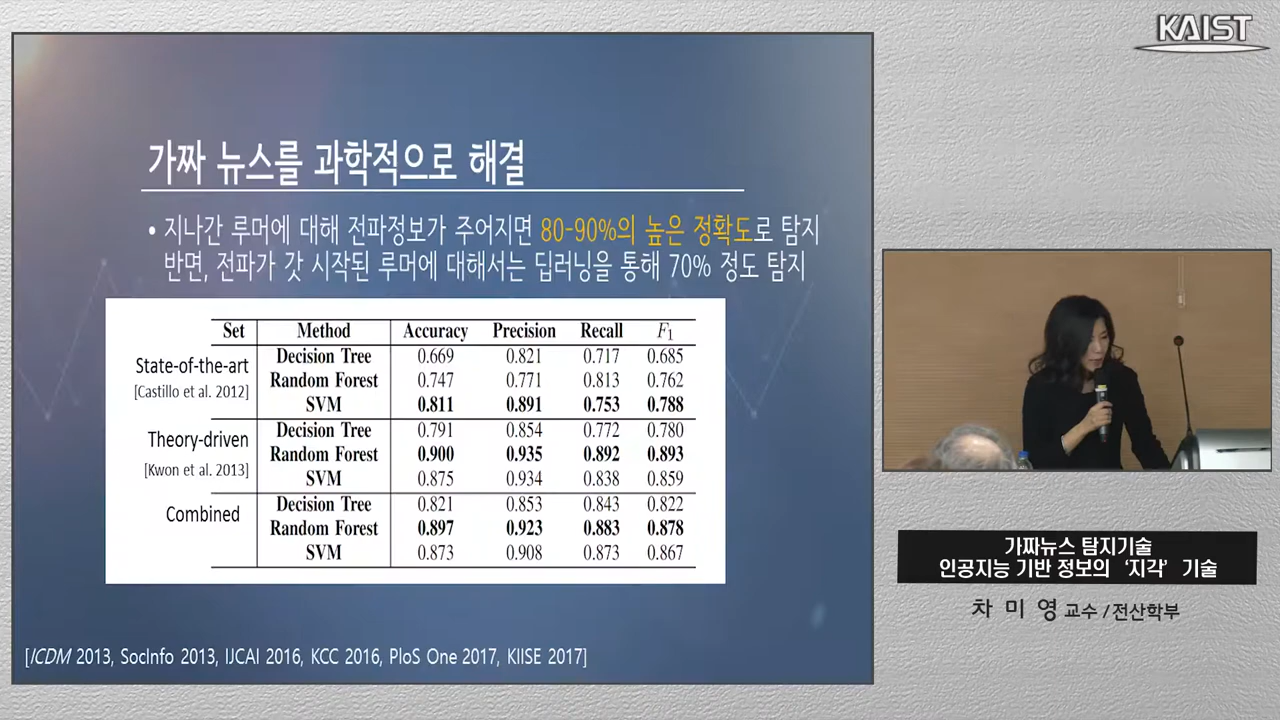 KAIST
가짜 뉴스를 과학적으로 해결
• 지나간 루머에 대해 전파정보가 주어지면 80-90%의 높은 정확도로 탐지
반면, 전파가 갓 시작된 루머에 대해서는 딥러닝을 통해 70% 정도 탐지
Set Method Accuracy Precision Recall F1
State-of-the-art Decision Tree 0.669 0.821 0.717 0.685
[Castillo et al. 2012] Random Forest 0.747 0.771 0.813 0.762
SVM 0.811 0.891 0.753 0.788
Theory-driven Decision Tree 0.791 0.854 0.772 0.780
[Kwon et al. 2013] Random Forest 0.900 0.935 0.892 0.893
SVM 0.875 0.934 0.838 0.859
Combined Decision Tree 0.821 0.853 0.843 0.822
Random Forest 0.897 0.923 0.883 0.878
SVM 0.873 0.908 0.873 0.867
[ICDM 2013, SocInfo 2013, IJCAI 2016, KCC 2016, PloS One 2017, KIISE 2017]
가짜뉴스 탐지기술
인공지능 기반 정보의 ‘지각’ 기술
차 미 영 교수 / 전산학부